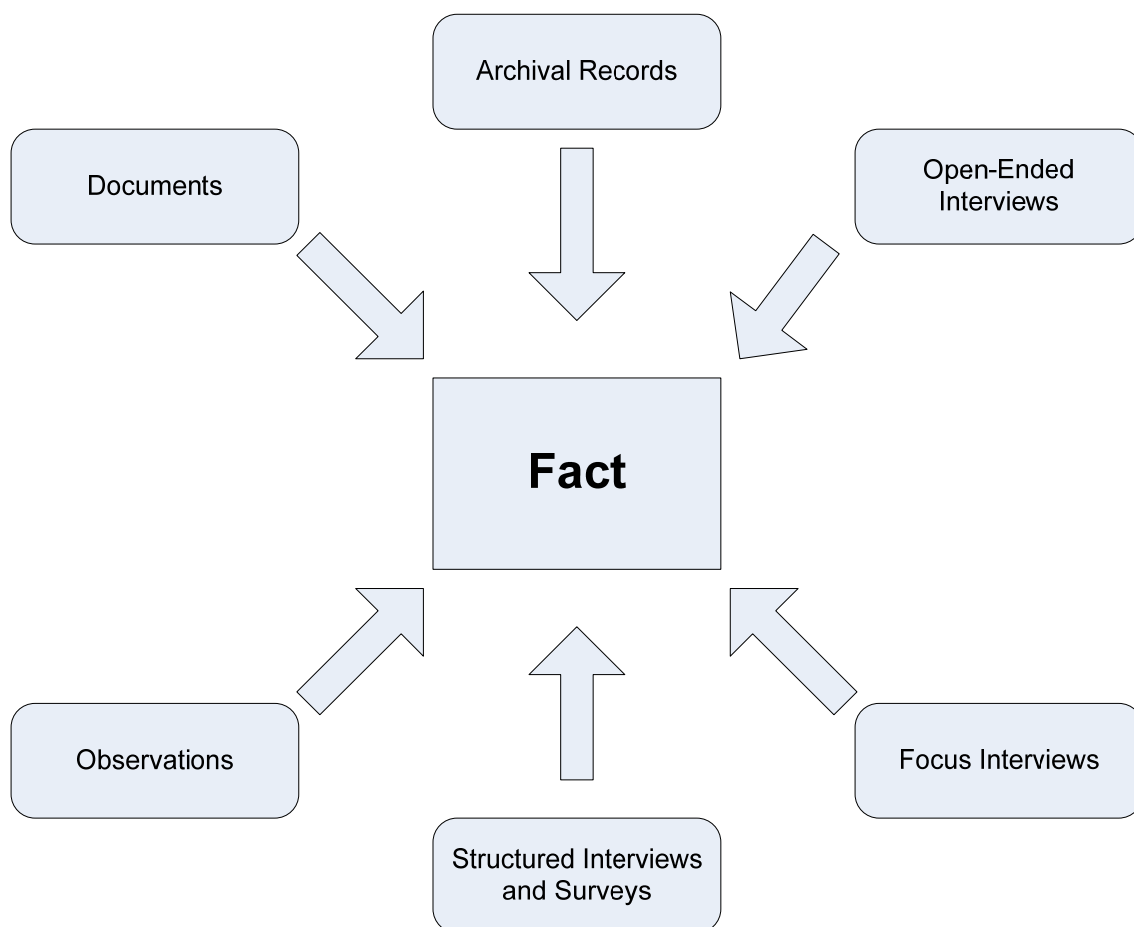 Archival Records
Documents
Open-Ended
Interviews
Fact
Observations
Focus Interviews
Structured Interviews
and Surveys